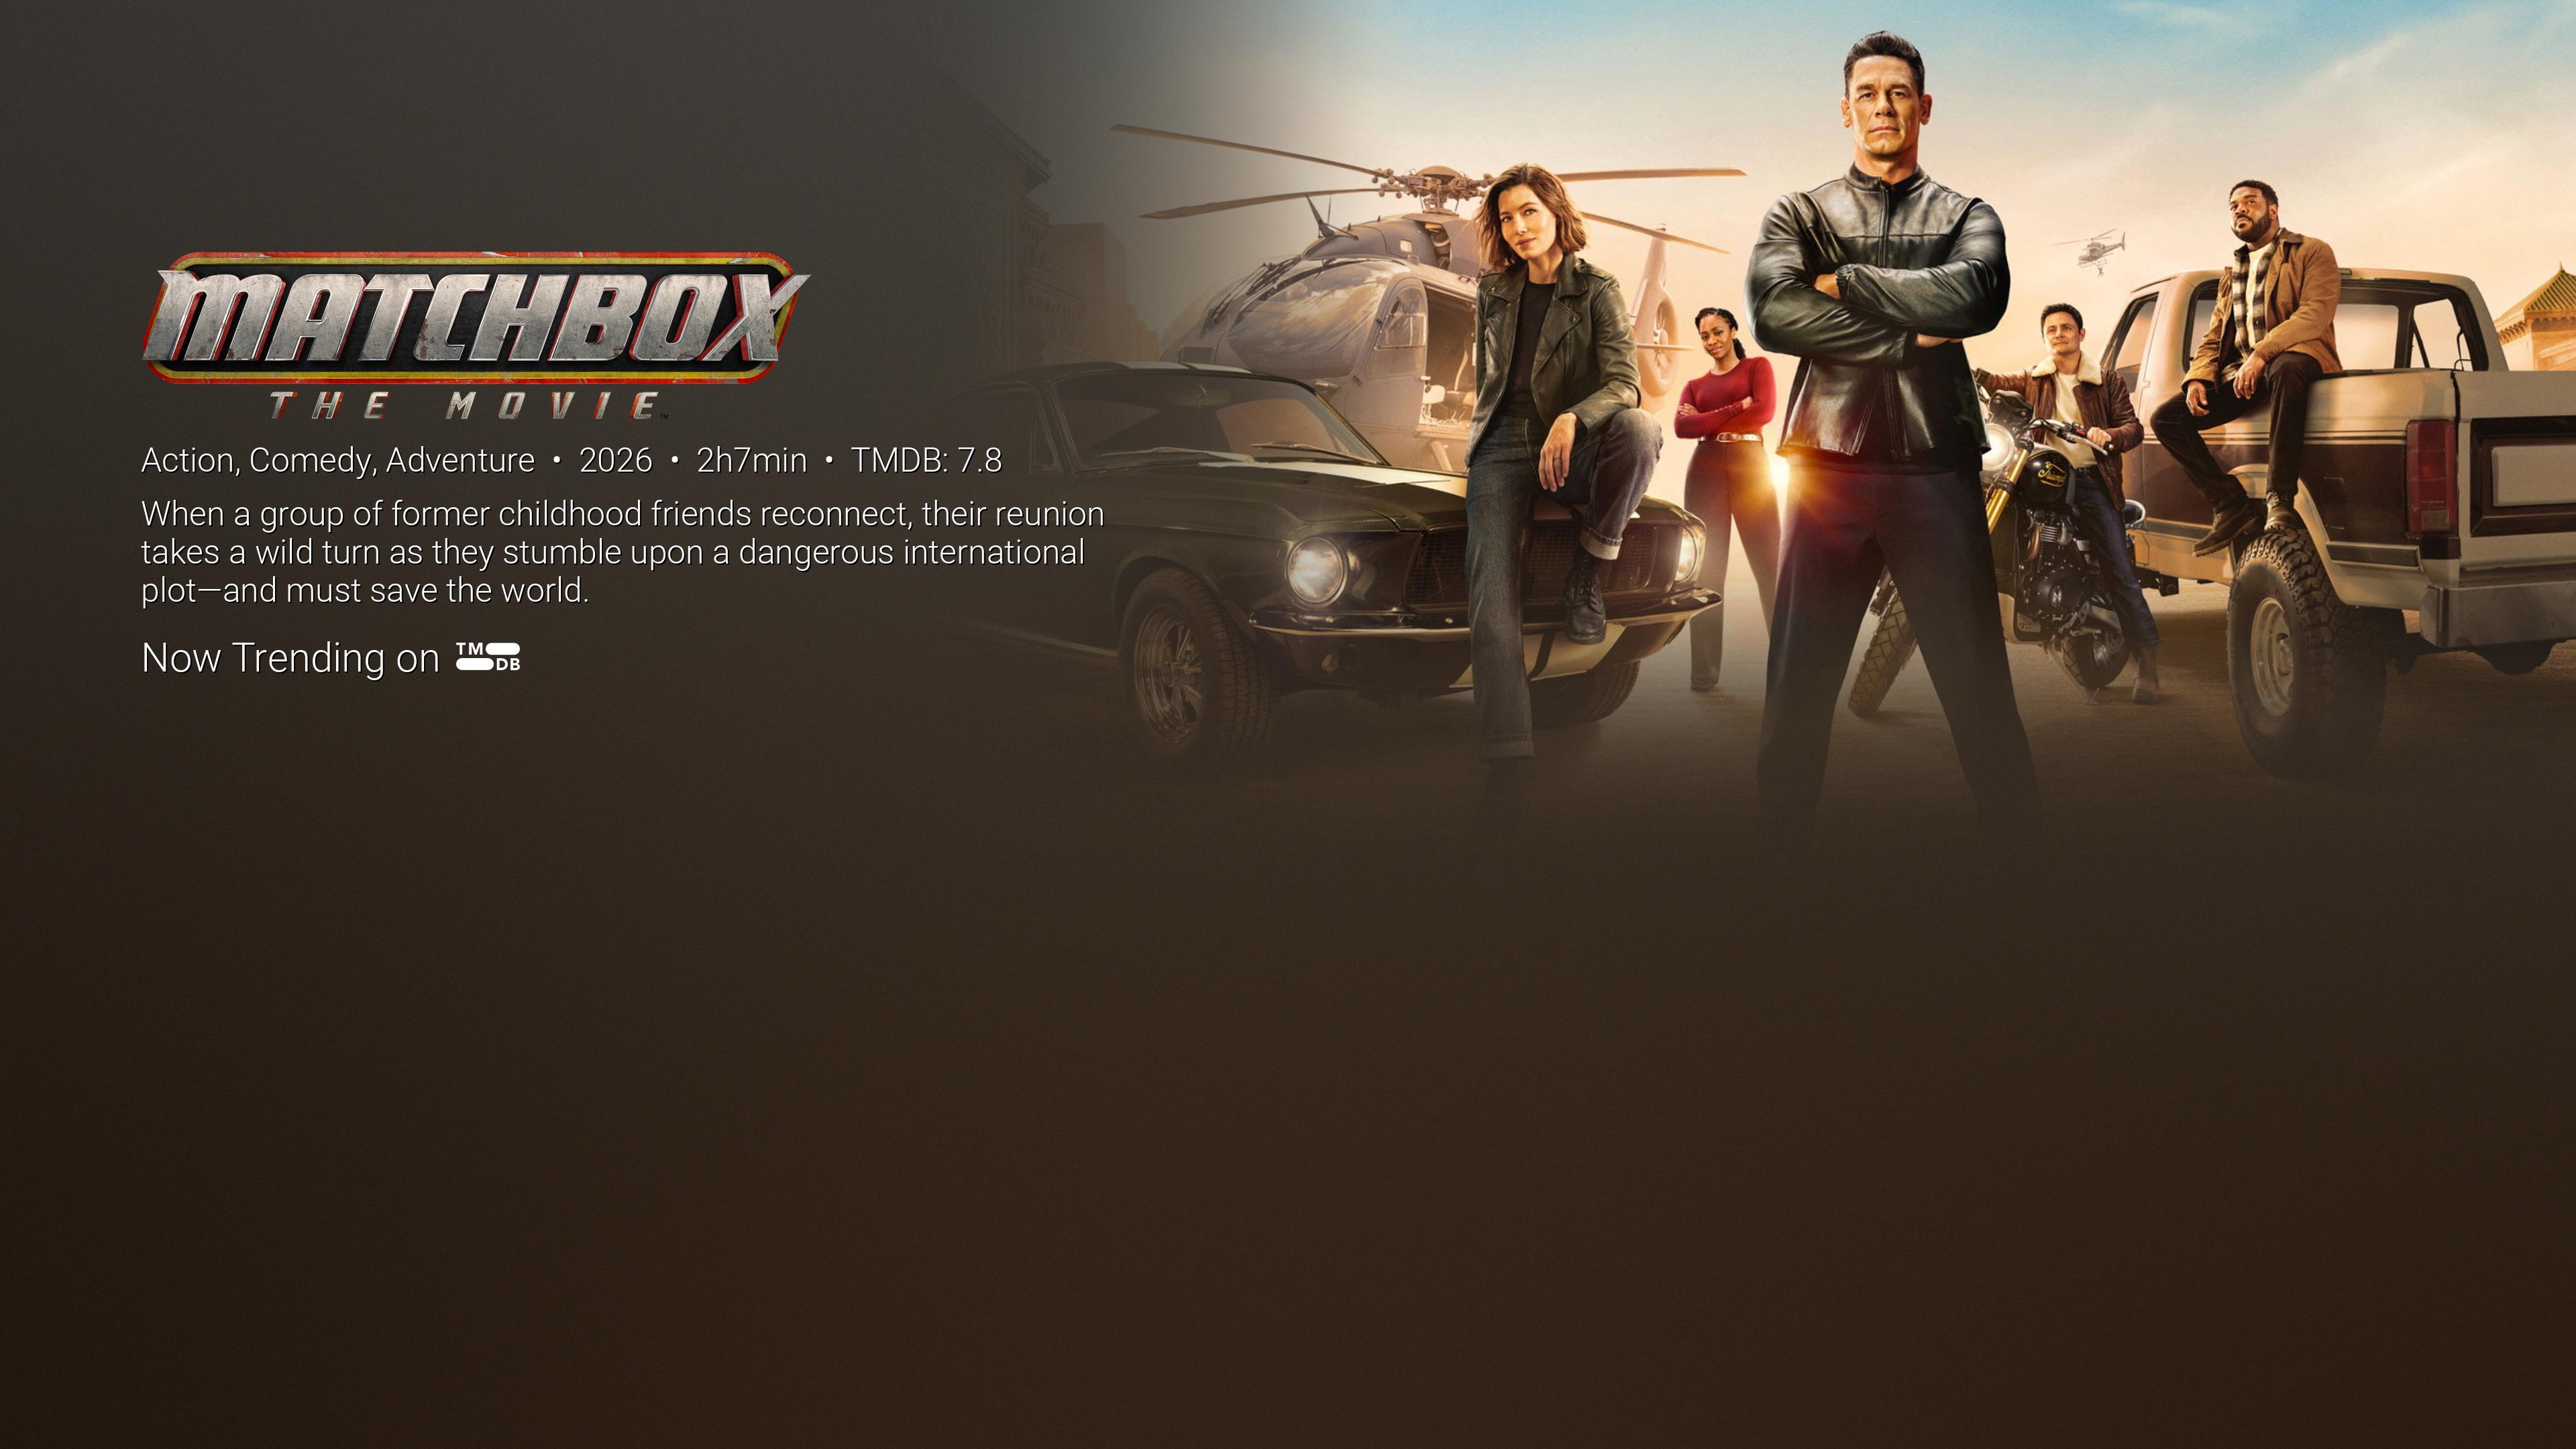 MATCHBOX
THE MOVIE™
Action, Comedy, Adventure • 2026 • 2h7min • TMDB: 7.8
When a group of former childhood friends reconnect, their reunion
takes a wild turn as they stumble upon a dangerous international
plot—and must save the world.
Now Trending on TMDB